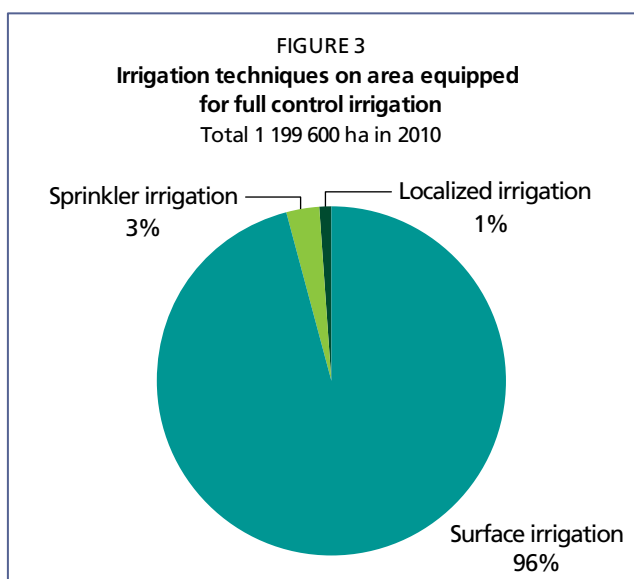 FIGURE 3
Irrigation techniques on area equipped
for full control irrigation
Total 1 199 600 ha in 2010
Sprinkler irrigation
3%
Localized irrigation
1%
Surface irrigation
96%